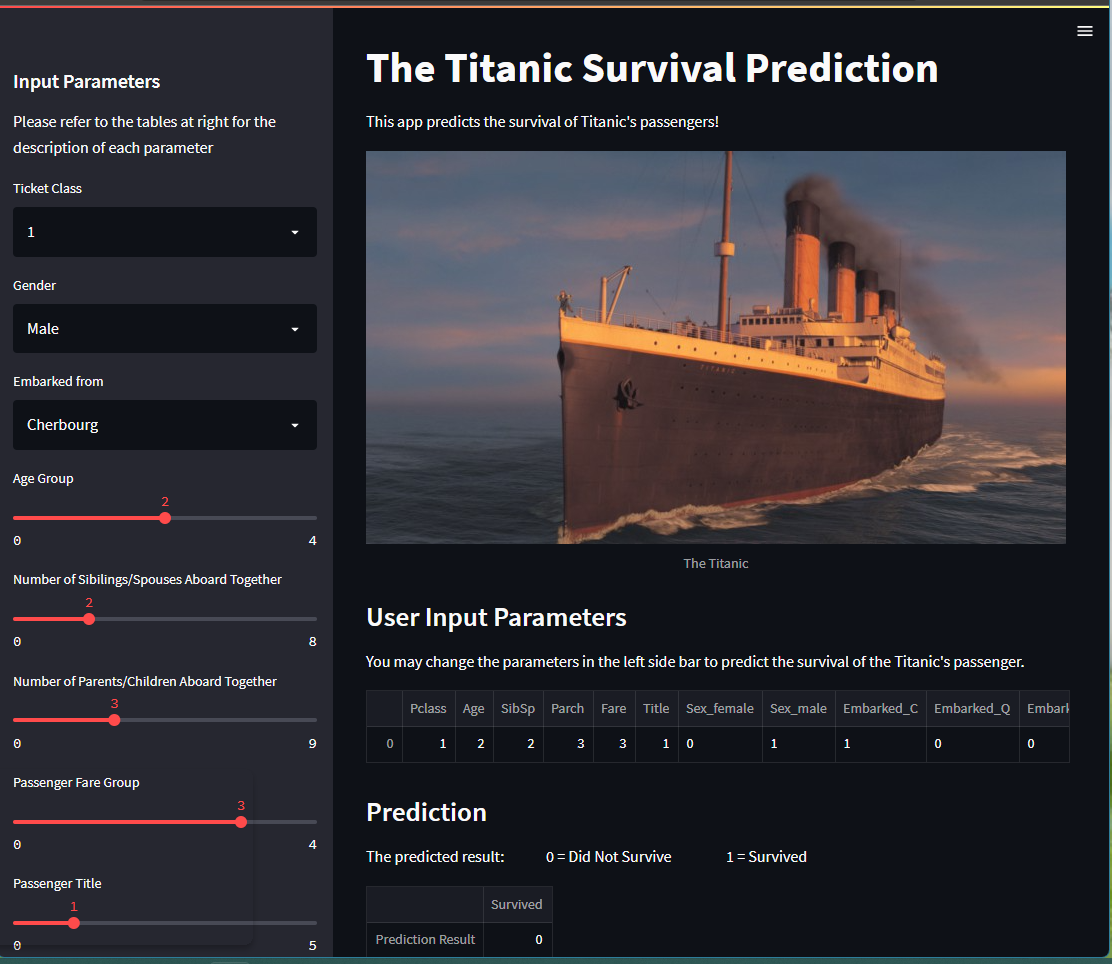 Input Parameters
Please refer to the tables at right for the
description of each parameter
Ticket Class
1
Gender
Male
Embarked from
Cherbourg
Age Group
2
0 4
Number of Sibilings/Spouses Aboard Together
2
0 8
Number of Parents/Children Aboard Together
3
0 9
Passenger Fare Group
3
0 4
Passenger Title
1
0 5
The Titanic Survival Prediction
This app predicts the survival of Titanic's passengers!
TITANIC
The Titanic
User Input Parameters
You may change the parameters in the left side bar to predict the survival of the Titanic's passenger.
Pclass Age SibSp Parch Fare Title Sex_female Sex_male Embarked_C Embarked_Q Embark
0 1 2 2 3 3 1 0 1 1 0 0
Prediction
The predicted result: 0 = Did Not Survive 1 = Survived
Survived
Prediction Result 0